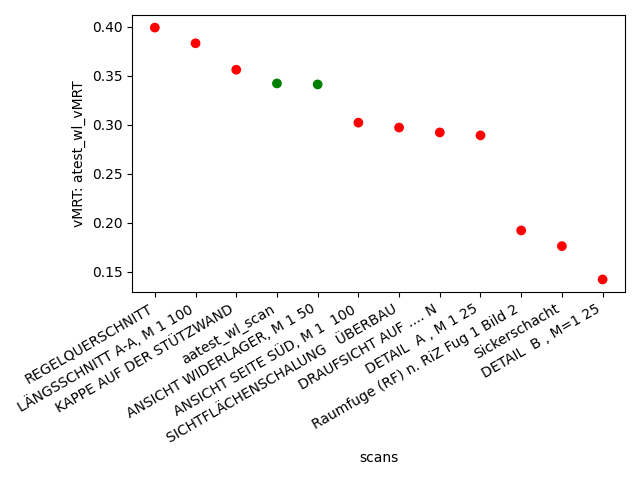 vMRT: atest_wl_vMRT
0.40
0.35
0.30
0.25
0.20
0.15
REGELQUERSCHNITT
LÄNGSSCHNITT A-A, M 1 100
KAPPE AUF DER STÜTZWAND
aatest_wl_scan
ANSICHT WIDERLAGER, M 1 50
ANSICHT SEITE SÜD, M 1  100
SICHTFLÄCHENSCHALUNG   ÜBERBAU
DRAUFSICHT AUF .... N
DETAIL  A , M 1 25
Raumfuge (RF) n. RiZ Fug 1 Bild 2
Sickerschacht
DETAIL  B , M=1 25
scans